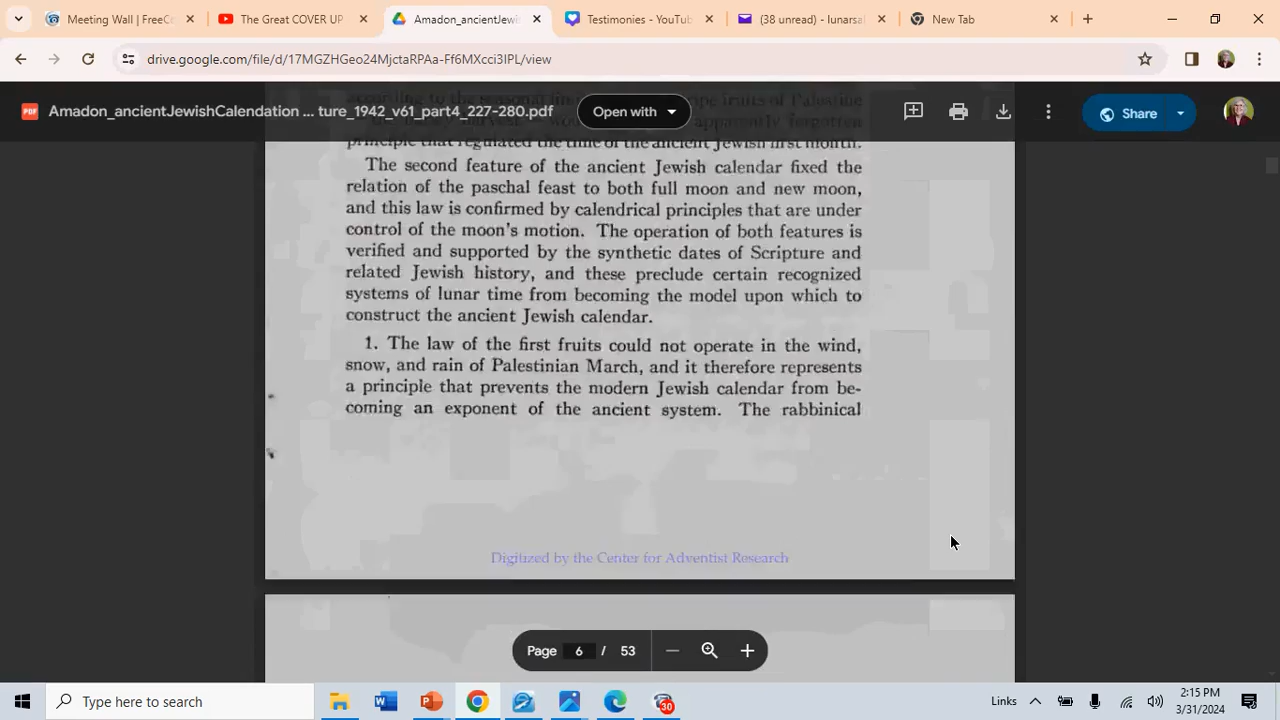 Meeting Wall | FreeC
The Great COVER UP
Amadon_ancientJewi
Testimonies - YouTub
(38 unread) - lunarsal
New Tab
drive.google.com/file/d/17MGZHGeo24MjctaRPAa-Ff6MXcci3IPL/view
PDF
Amadon_ancientJewishCalendation ... ture_1942_v61_part4_227-280.pdf
Open with
Share
fruits of Palestine
apparently forgotten
principle that regulated the time of the ancient Jewish first month.
The second feature of the ancient Jewish calendar fixed the
relation of the paschal feast to both full moon and new moon,
and this law is confirmed by calendrical principles that are under
control of the moon's motion. The operation of both features is
verified and supported by the synthetic dates of Scripture and
related Jewish history, and these preclude certain recognized
systems of lunar time from becoming the model upon which to
construct the ancient Jewish calendar.
1. The law of the first fruits could not operate in the wind,
snow, and rain of Palestinian March, and it therefore represents
a principle that prevents the modern Jewish calendar from be-
coming an exponent of the ancient system. The rabbinical
Digitized by the Center for Adventist Research
Page 6 / 53
Type here to search
30
Links
2:15 PM
3/31/2024